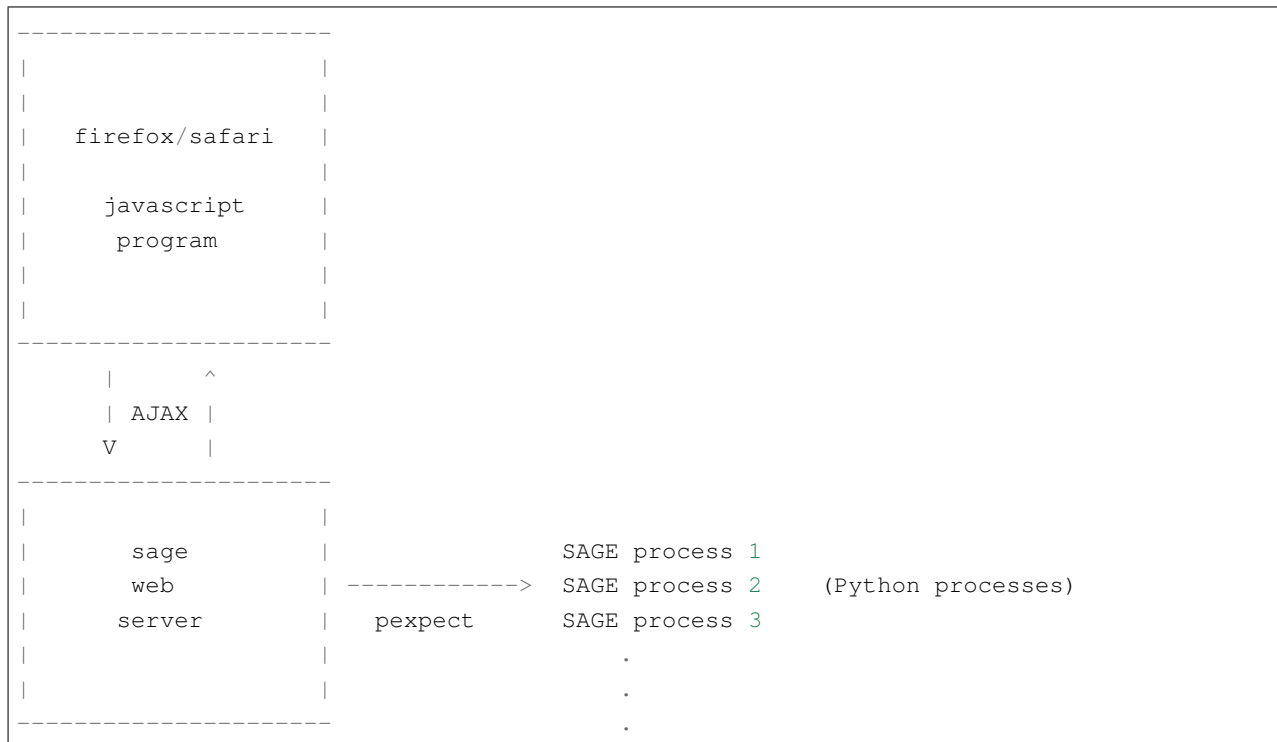 ----------------------
|                    |
|                    |
|   firefox/safari   |
|                    |
|     javascript     |
|      program       |
|                    |
|                    |
----------------------
      |      ^
      | AJAX |
      V      |
----------------------
|                    |
|       sage         |                SAGE process 1
|       web          | ------------>  SAGE process 2    (Python processes)
|      server        |   pexpect      SAGE process 3
|                    |                    .
|                    |                    .
----------------------                    .